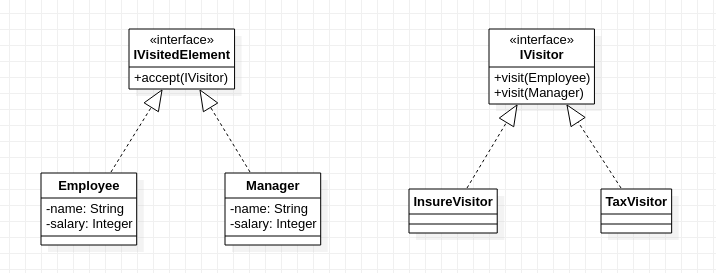 «interface»
IVisitedElement
+accept(IVisitor)
«interface»
IVisitor
+visit(Employee)
+visit(Manager)
Employee
-name: String
-salary: Integer
Manager
-name: String
-salary: Integer
InsureVisitor
TaxVisitor